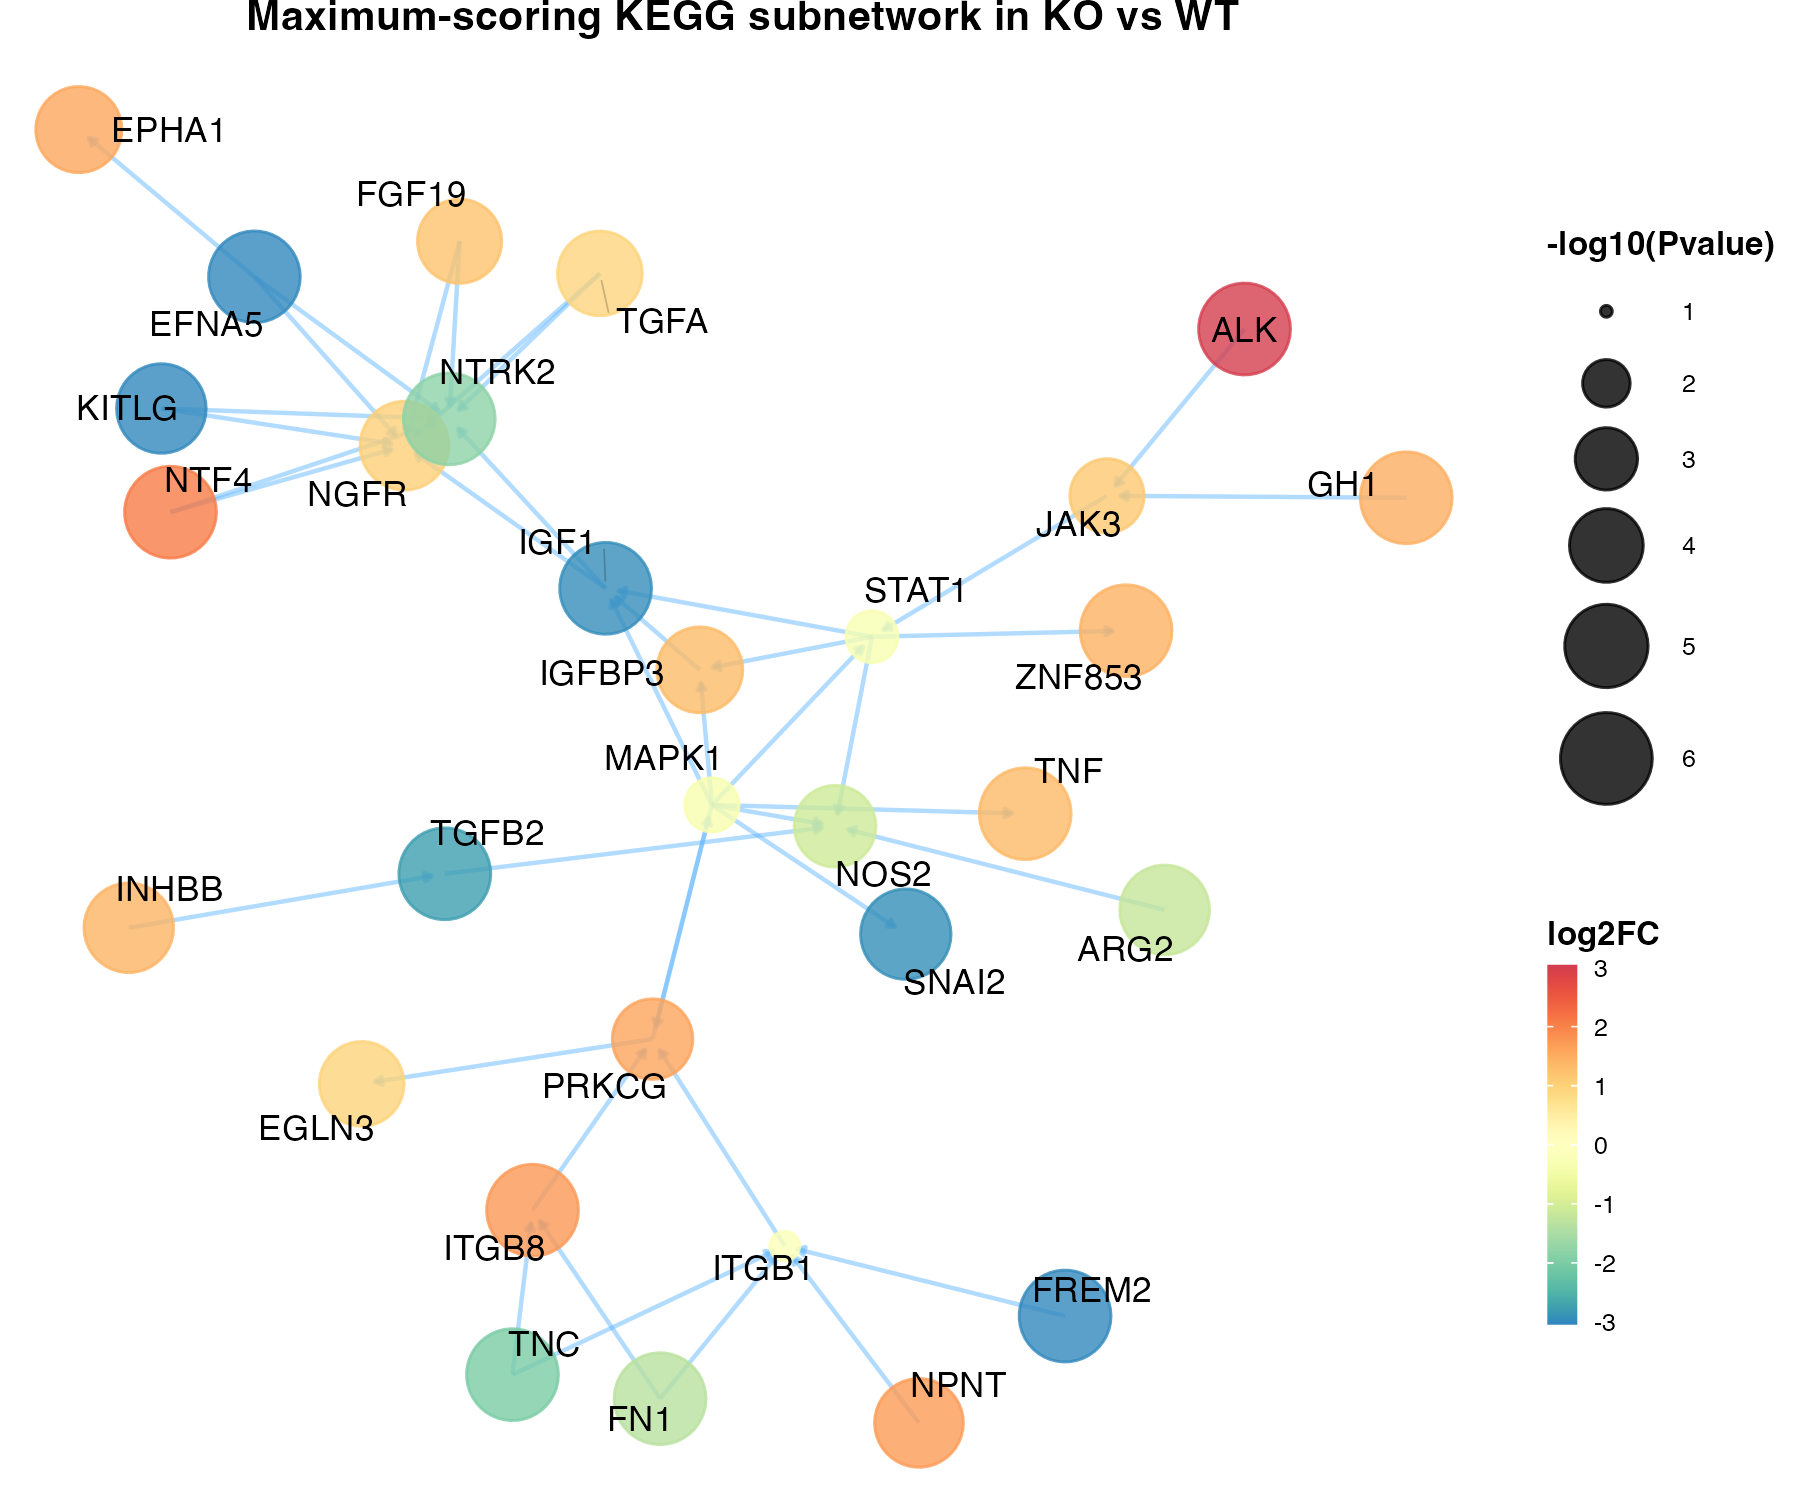 Maximum-scoring KEGG subnetwork in KO vs WT
EPHA1
FGF19
EFNA5
TGFA
NTRK2
KITLG
NTF4
NGFR
ALK
GH1
JAK3
IGF1
STAT1
IGFBP3
ZNF853
MAPK1
TNF
TGFB2
NOS2
INHBB
ARG2
SNAI2
PRKCG
EGLN3
ITGB8
ITGB1
FREM2
TNC
NPNT
FN1
-log10(Pvalue)
1
2
3
4
5
6
log2FC
3
2
1
0
-1
-2
-3